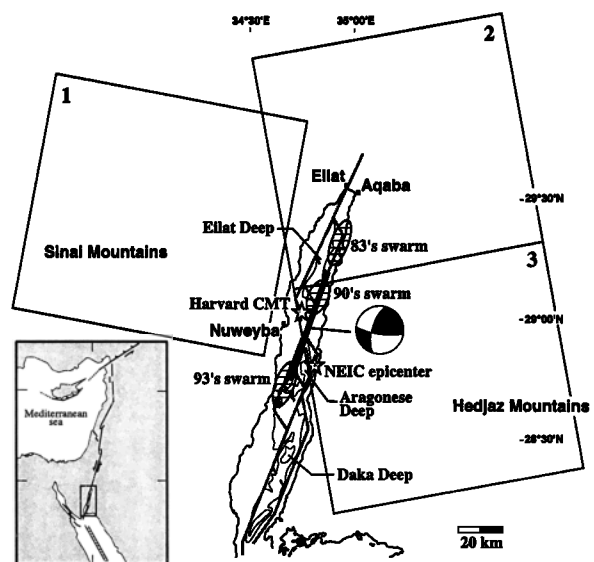 34°30'E 35°00'E
2
1
Eilat
Aqaba
29°30'N
Eilat Deep
83's swarm
Sinai Mountains
3
90's swarm
Harvard CMT
29°00'N
Nuweyba
NEIC epicenter
93's swarm
Aragonese
Deep
Hedjaz Mountains
Mediterranean
sea
28°30'N
Daka Deep
20 km